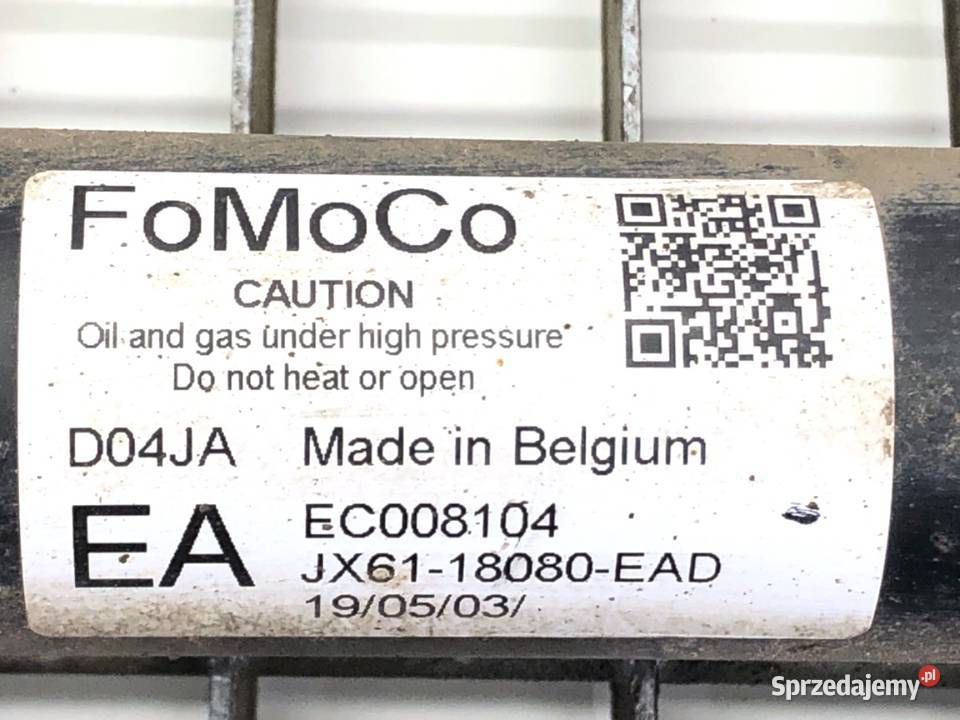 FoMoCo
CAUTION
Oil and gas under high pressure
Do not heat or open
D04JA Made in Belgium
EA
EC008104
JX61-18080-EAD
19/05/03/
Sprzedajemy.pl